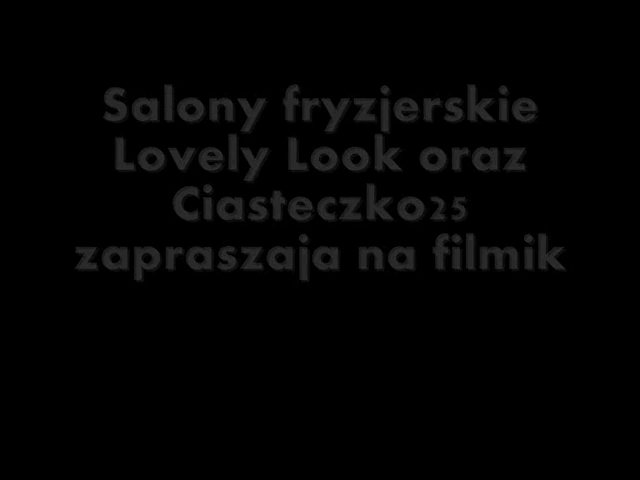 Salony fryzjerskie
Lovely Look oraz
Ciasteczko25
zapraszaja na filmik